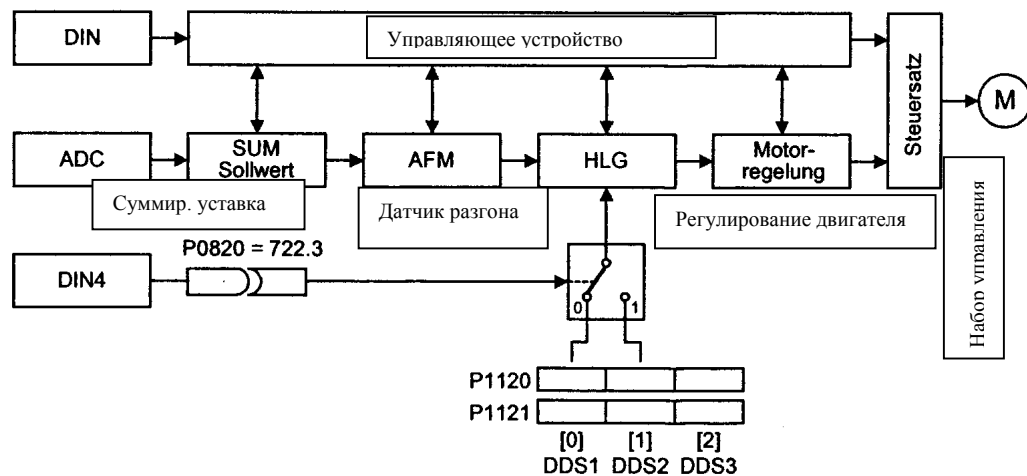 DIN
Управляющее устройство
Steuersatz
M
ADC
SUM
Sollwert
AFM
HLG
Motor-
regelung
Суммир. уставка
Датчик разгона
Регулирование двигателя
Набор управления
P0820 = 722.3
DIN4
0
1
P1120
P1121
[0] [1] [2]
DDS1 DDS2 DDS3